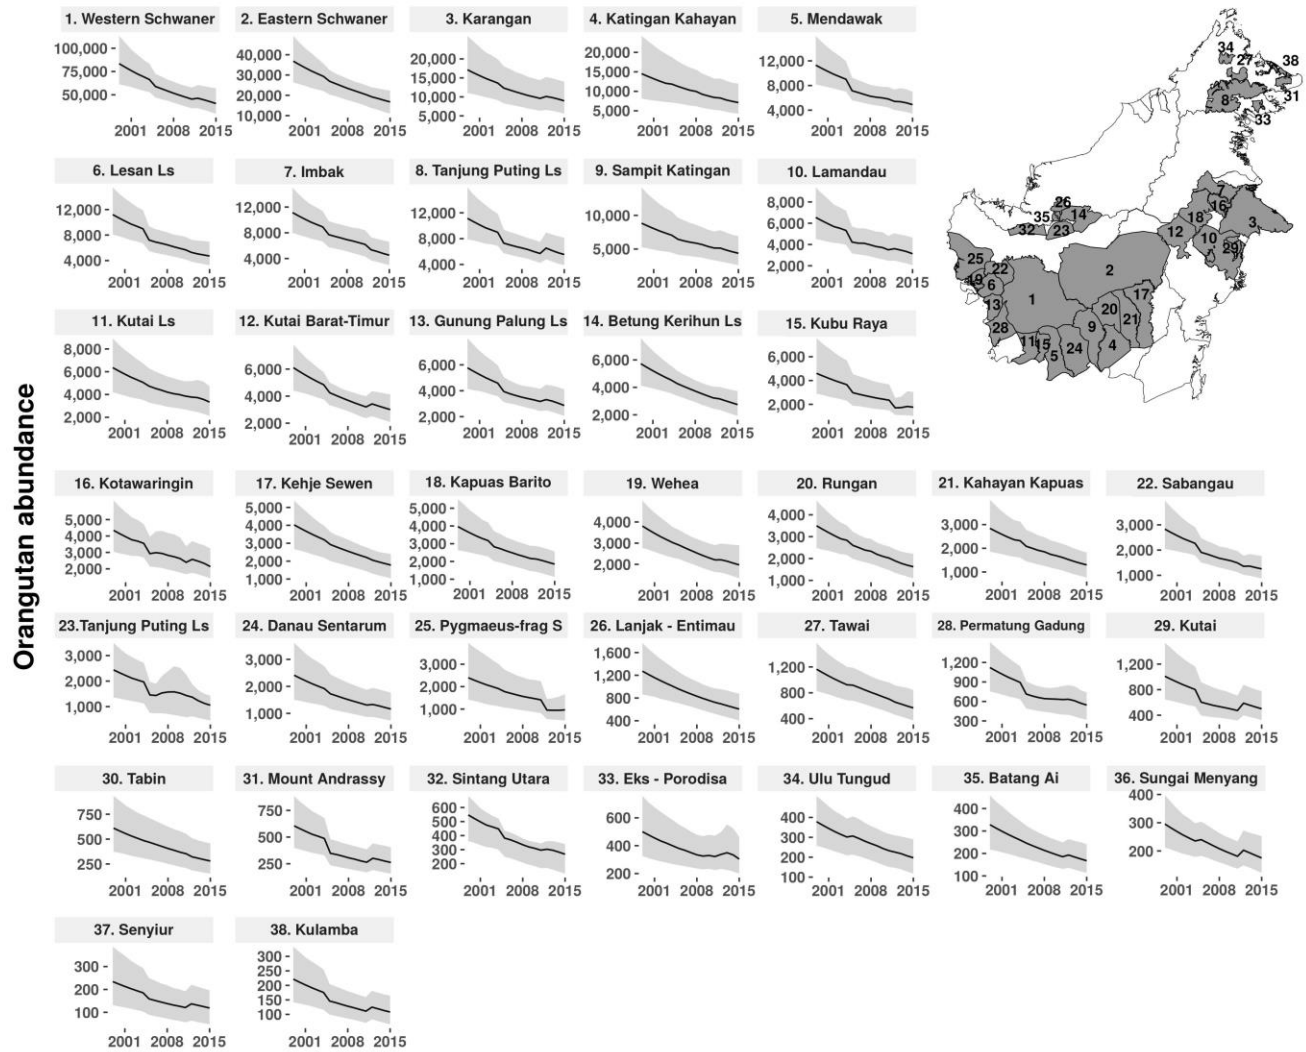 Orangutan abundance
1. Western Schwaner
100,000
75,000
50,000
2001 2008 2015
2. Eastern Schwaner
40,000
30,000
20,000
10,000
2001 2008 2015
3. Karangan
20,000
15,000
10,000
5,000
2001 2008 2015
4. Katingan Kahayan
20,000
15,000
10,000
5,000
2001 2008 2015
5. Mendawak
12,000
8,000
4,000
2001 2008 2015
6. Lesan Ls
12,000
8,000
4,000
2001 2008 2015
7. Imbak
12,000
8,000
4,000
2001 2008 2015
8. Tanjung Puting Ls
12,000
8,000
4,000
2001 2008 2015
9. Sampit Katingan
10,000
5,000
2001 2008 2015
10. Lamandau
8,000
6,000
4,000
2,000
2001 2008 2015
11. Kutai Ls
8,000
6,000
4,000
2,000
2001 2008 2015
12. Kutai Barat-Timur
6,000
4,000
2,000
2001 2008 2015
13. Gunung Palung Ls
6,000
4,000
2,000
2001 2008 2015
14. Betung Kerihun Ls
6,000
4,000
2,000
2001 2008 2015
15. Kubu Raya
6,000
4,000
2,000
2001 2008 2015
34
27
38
8
31
33
26
35
14
32
23
7
16
18
12
3
10
29
25
22
19
6
2
1
13
28
17
20
21
9
11
15
5
24
4
16. Kotawaringin
5,000
4,000
3,000
2,000
2001 2008 2015
17. Kehje Sewen
5,000
4,000
3,000
2,000
1,000
2001 2008 2015
18. Kapuas Barito
5,000
4,000
3,000
2,000
1,000
2001 2008 2015
19. Wehea
4,000
3,000
2,000
2001 2008 2015
20. Rungan
4,000
3,000
2,000
1,000
2001 2008 2015
21. Kahayan Kapuas
3,000
2,000
1,000
2001 2008 2015
22. Sabangau
3,000
2,000
1,000
2001 2008 2015
23.Tanjung Puting Ls
3,000
2,000
1,000
2001 2008 2015
24. Danau Sentarum
3,000
2,000
1,000
2001 2008 2015
25. Pygmaeus-frag S
3,000
2,000
1,000
2001 2008 2015
26. Lanjak - Entimau
1,600
1,200
800
400
2001 2008 2015
27. Tawai
1,200
800
400
2001 2008 2015
28. Permatung Gadung
1,200
900
600
300
2001 2008 2015
29. Kutai
1,200
800
400
2001 2008 2015
30. Tabin
750
500
250
2001 2008 2015
31. Mount Andrassy
750
500
250
2001 2008 2015
32. Sintang Utara
600
500
400
300
200
2001 2008 2015
33. Eks - Porodisa
600
400
200
2001 2008 2015
34. Ulu Tungud
400
300
200
100
2001 2008 2015
35. Batang Ai
400
300
200
100
2001 2008 2015
36. Sungai Menyang
400
300
200
2001 2008 2015
37. Senyiur
300
200
100
2001 2008 2015
38. Kulamba
300
250
200
150
100
2001 2008 2015